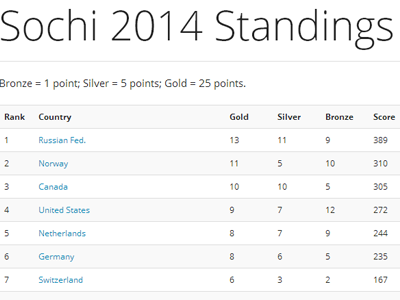 Sochi 2014 Standings
Bronze = 1 point; Silver = 5 points; Gold = 25 points.
Rank Country Gold Silver Bronze Score
1 Russian Fed. 13 11 9 389
2 Norway 11 5 10 310
3 Canada 10 10 5 305
4 United States 9 7 12 272
5 Netherlands 8 7 9 244
6 Germany 8 6 5 235
7 Switzerland 6 3 2 167